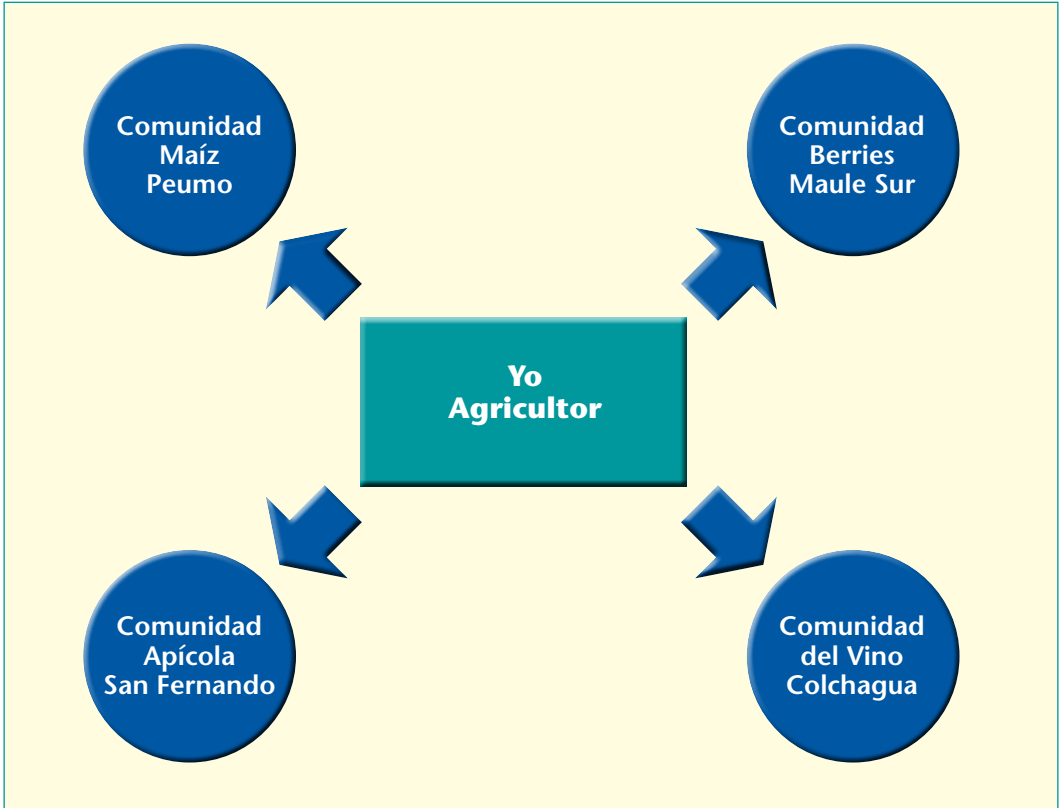 Comunidad
Maíz
Peumo
Comunidad
Berries
Maule Sur
Yo
Agricultor
Comunidad
Apícola
San Fernando
Comunidad
del Vino
Colchagua